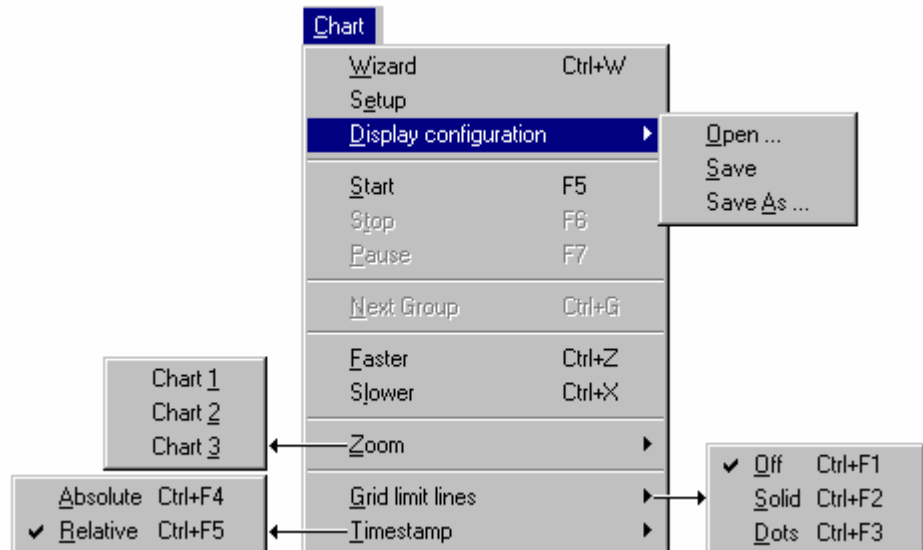 Chart
Wizard Ctrl+W
Setup
Display configuration
Open ...
Save
Save As ...
Start F5
Stop F6
Pause F7
Next Group Ctrl+G
Faster Ctrl+Z
Slower Ctrl+X
Chart 1
Chart 2
Chart 3
Zoom
Grid limit lines
Off Ctrl+F1
Solid Ctrl+F2
Dots Ctrl+F3
Absolute Ctrl+F4
Relative Ctrl+F5
Timestamp